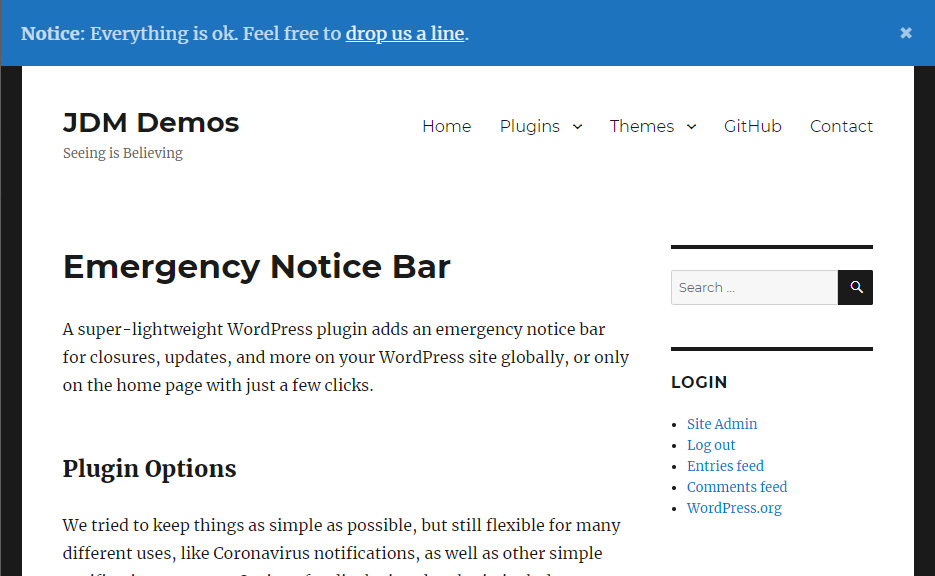 Notice: Everything is ok. Feel free to drop us a line.
JDM Demos
Seeing is Believing
Home Plugins Themes GitHub Contact
Emergency Notice Bar
A super-lightweight WordPress plugin adds an emergency notice bar
for closures, updates, and more on your WordPress site globally, or only
on the home page with just a few clicks.
Plugin Options
We tried to keep things as simple as possible, but still flexible for many
different uses, like Coronavirus notifications, as well as other simple
Search ...
LOGIN
Site Admin
Log out
Entries feed
Comments feed
WordPress.org